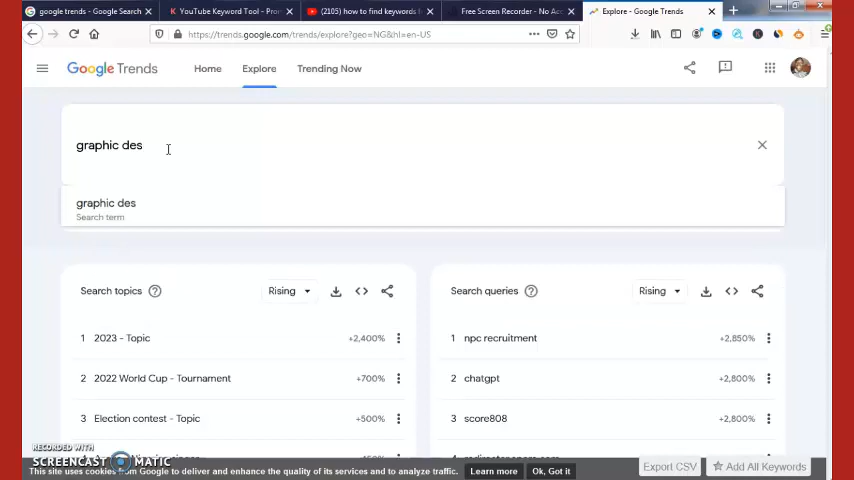 google trends - Google Search
YouTube Keyword Tool - Pro
(2105) how to find keywords
Free Screen Recorder - No Acc
Explore - Google Trends
https://trends.google.com/trends/explore?geo=NG&hl=en-US
Google Trends
Home
Explore
Trending Now
graphic des
graphic des
Search term
Search topics
Rising
Search queries
Rising
1 2023 - Topic +2,400%
1 npc recruitment +2,850%
2 2022 World Cup - Tournament +700%
2 chatgpt +2,800%
3 Election contest - Topic +500%
3 score808 +2,800%
RECORDED WITH
SCREENCAST MATIC
This site uses cookies from Google to deliver and enhance the quality of its services and to analyze traffic.
Learn more
Ok, Got it
Export CSV
Add All Keywords